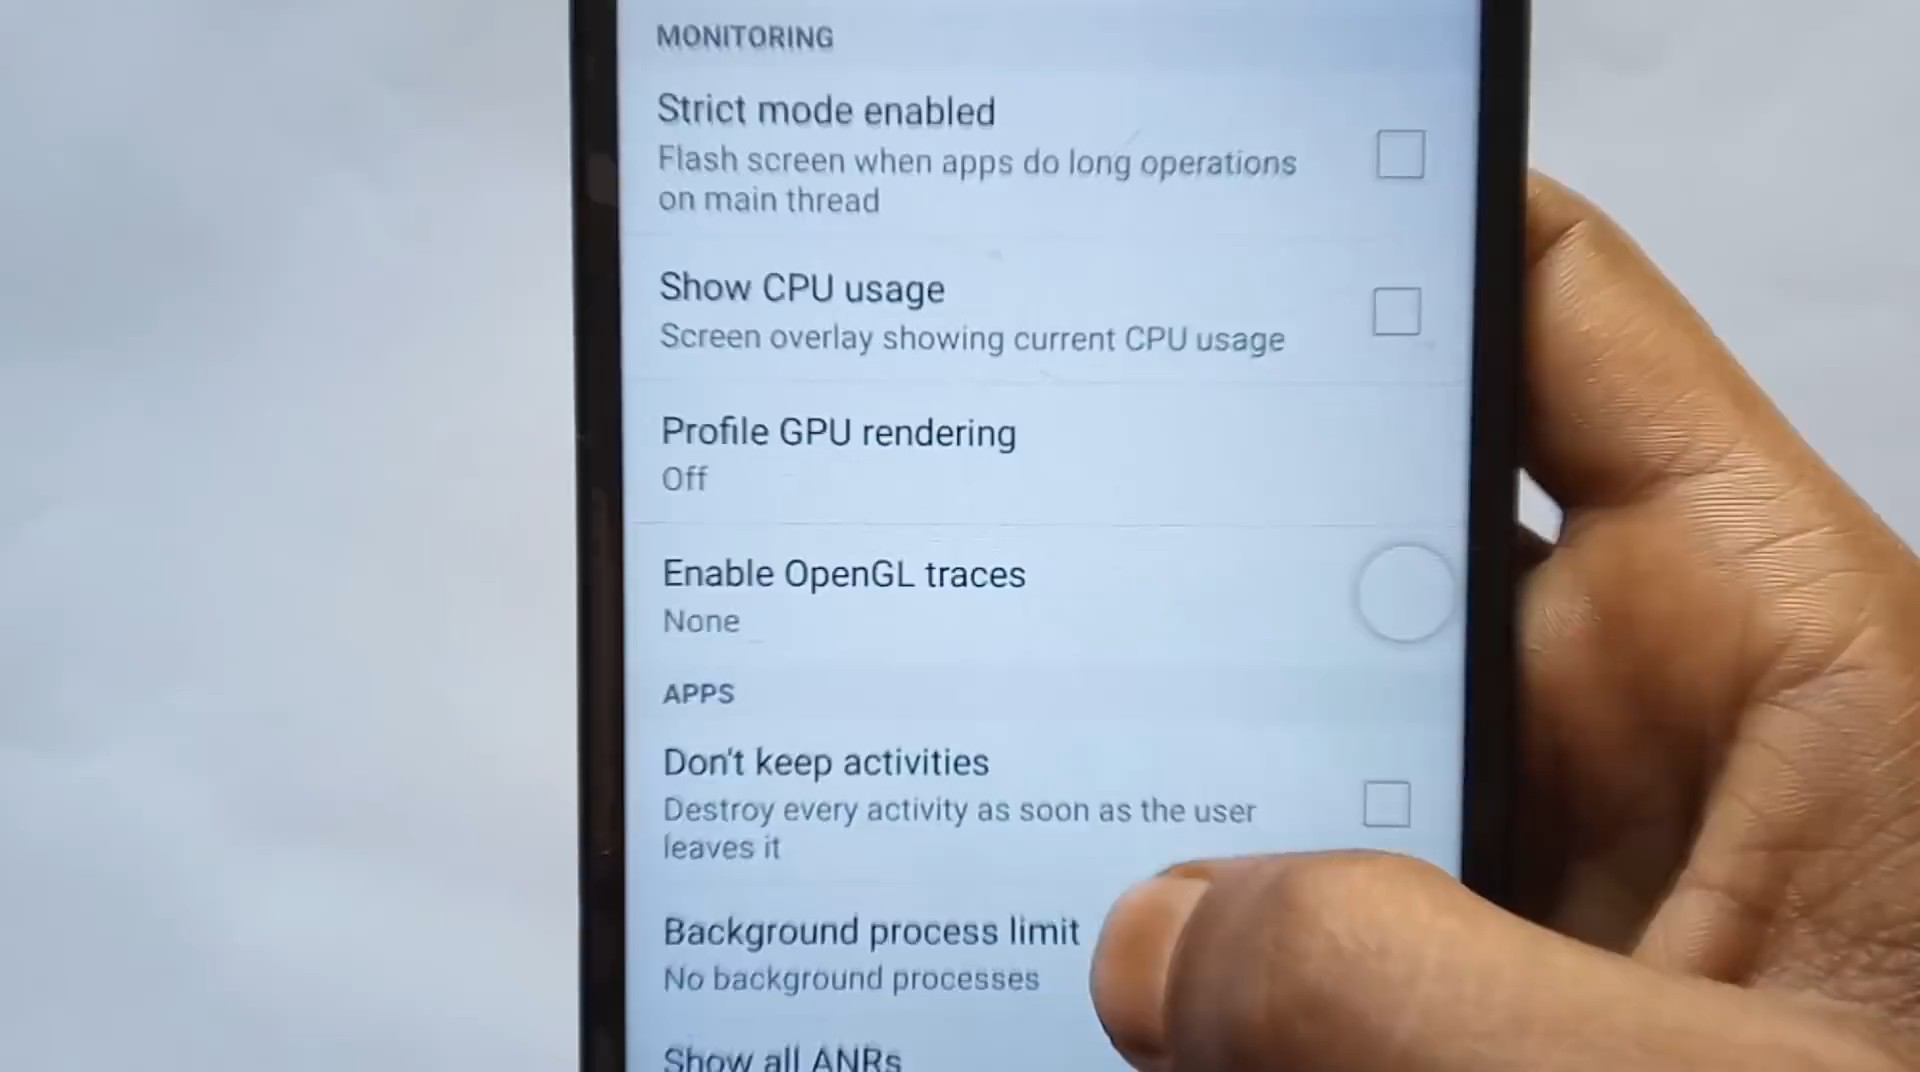 MONITORING
Strict mode enabled
Flash screen when apps do long operations
on main thread
Show CPU usage
Screen overlay showing current CPU usage
Profile GPU rendering
Off
Enable OpenGL traces
None
APPS
Don't keep activities
Destroy every activity as soon as the user
leaves it
Background process limit
No background processes
Show all ANRs